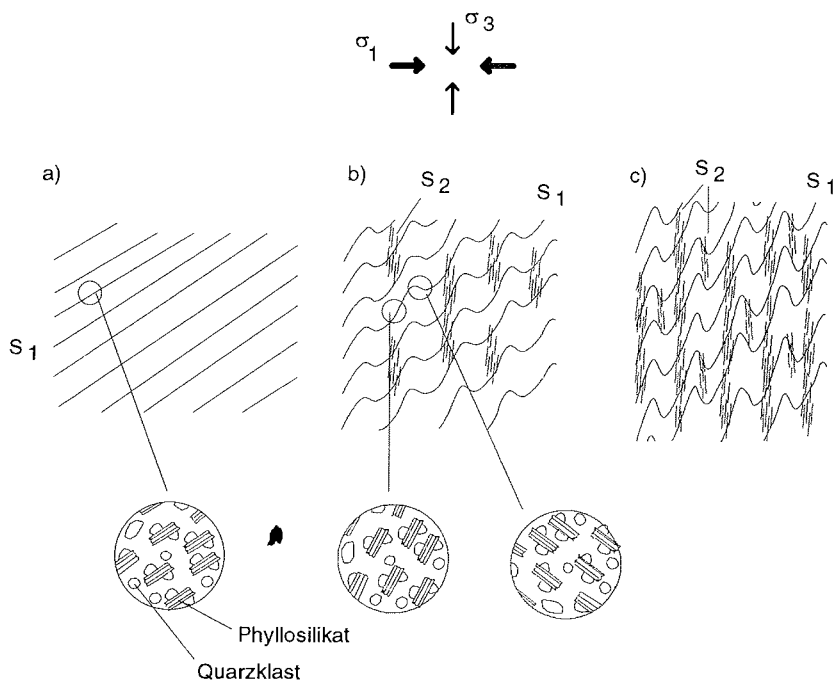 σ₃
σ₁
a)
b)
S₂
S₁
c)
S₂
S₁
S₁
Phyllosilikat
Quarzklast